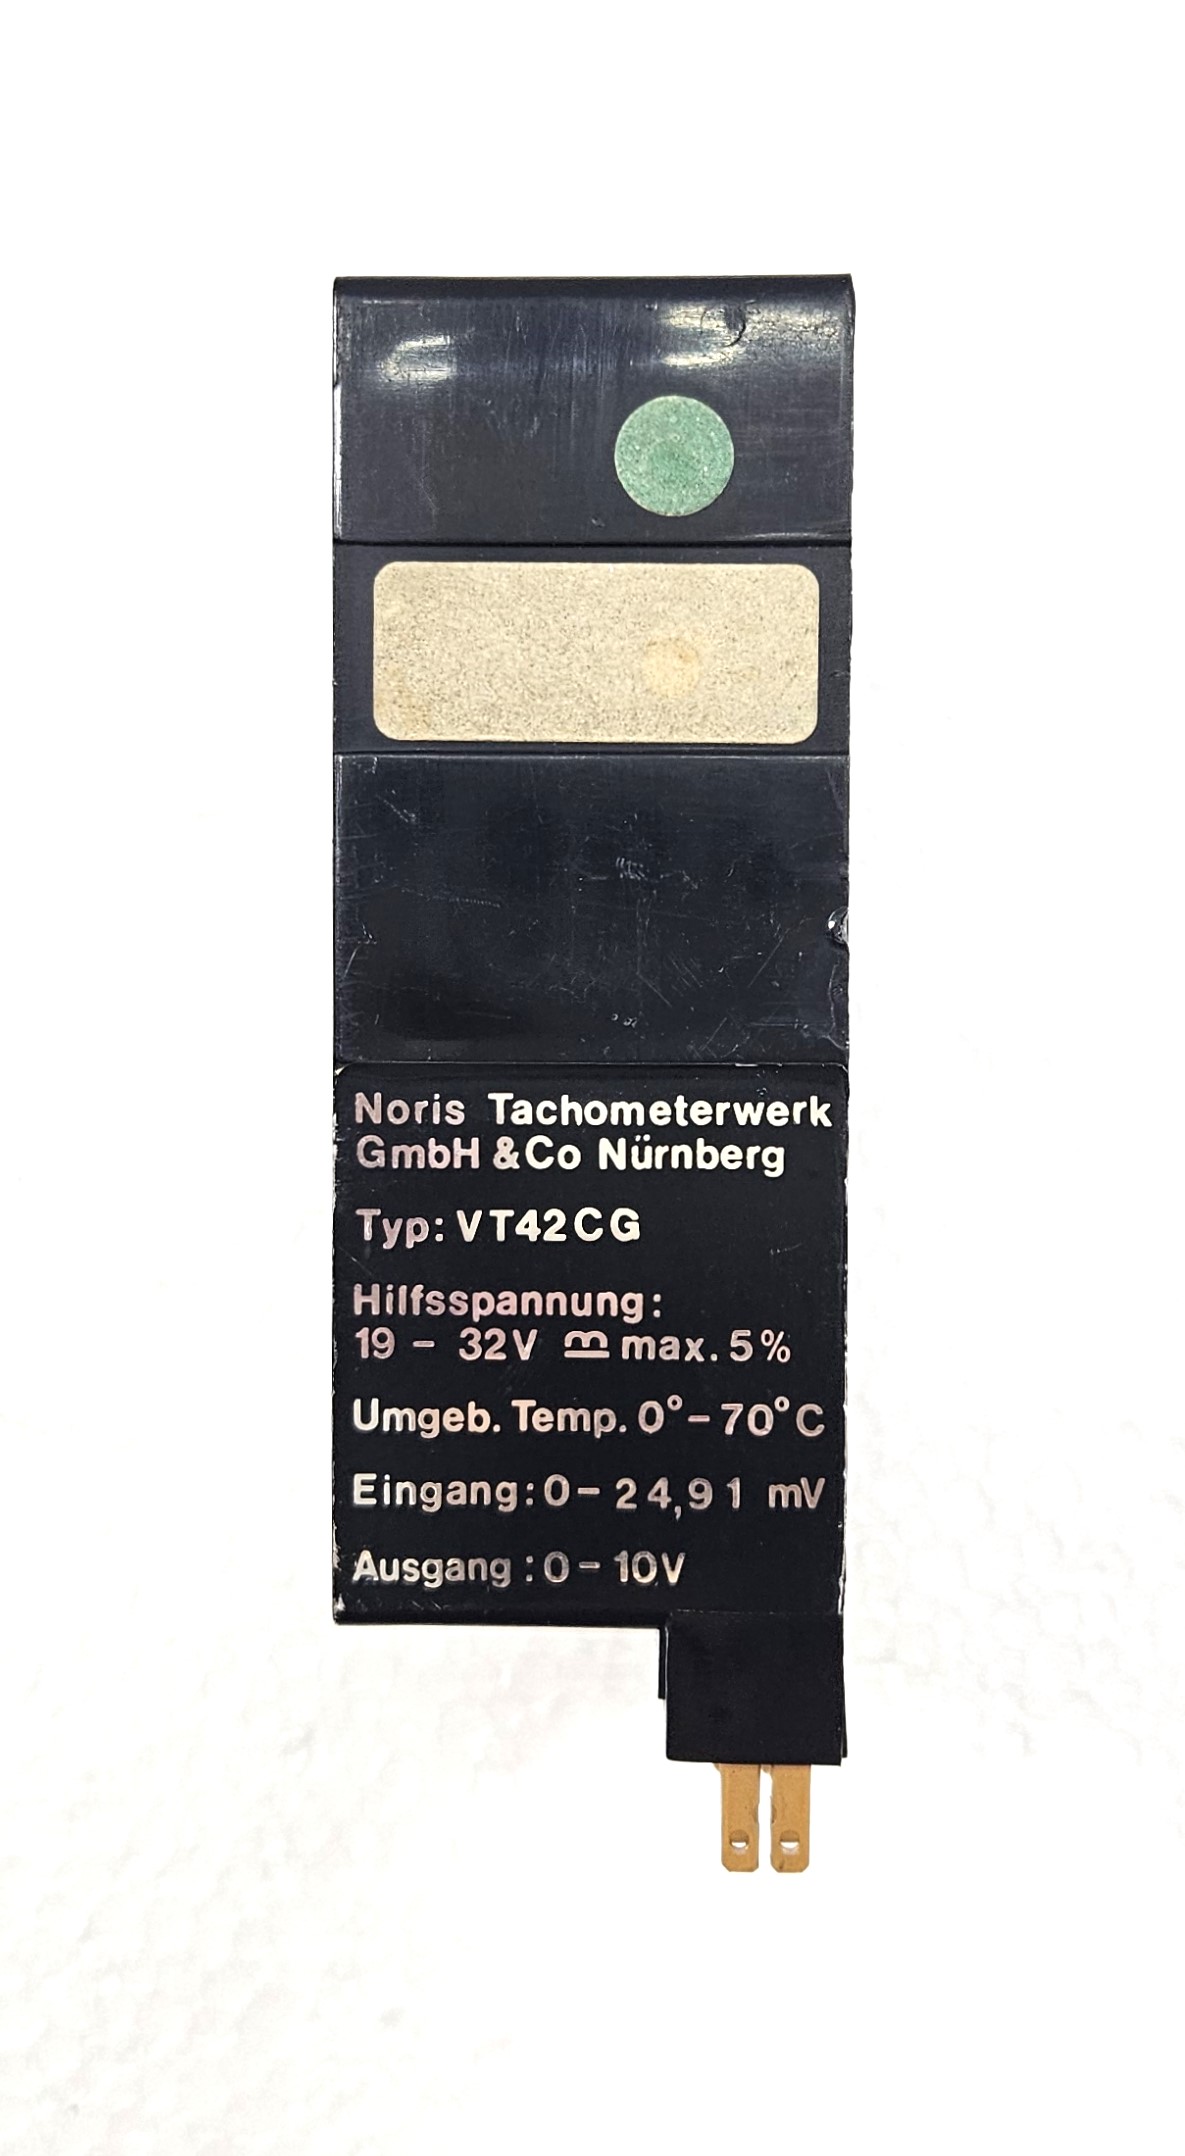 Noris Tachometerwerk
GmbH & Co Nürnberg
Typ: VT42CG
Hilfsspannung:
19 - 32V max. 5%
Umgeb. Temp. 0° - 70°C
Eingang: 0 - 24,91 mV
Ausgang: 0 - 10V